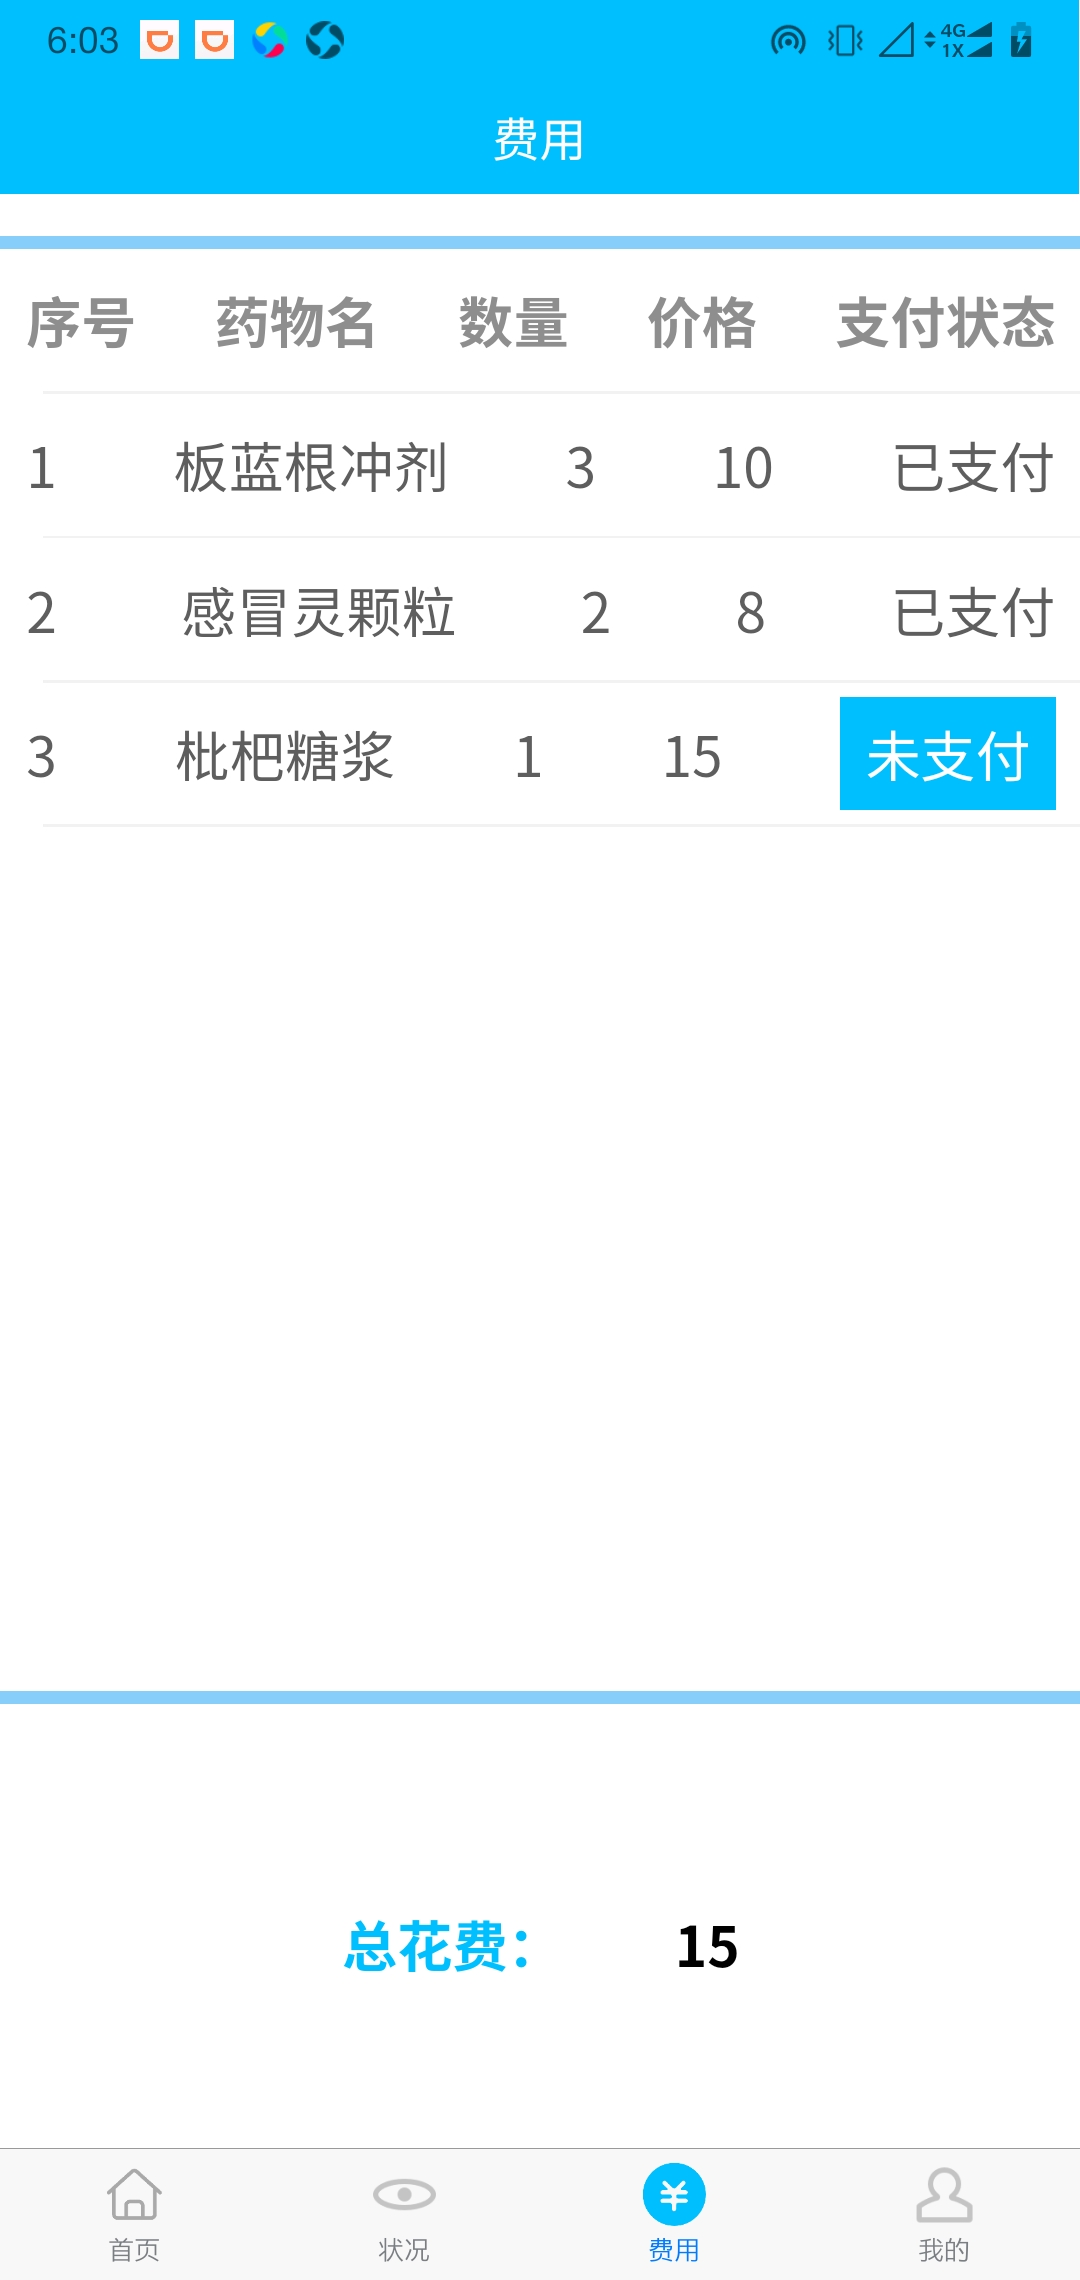 6:03 4G 1X
费用
序号 药物名 数量 价格 支付状态
1 板蓝根冲剂 3 10 已支付
2 感冒灵颗粒 2 8 已支付
3 枇杷糖浆 1 15 未支付
总花费： 15
首页 状况 费用 我的